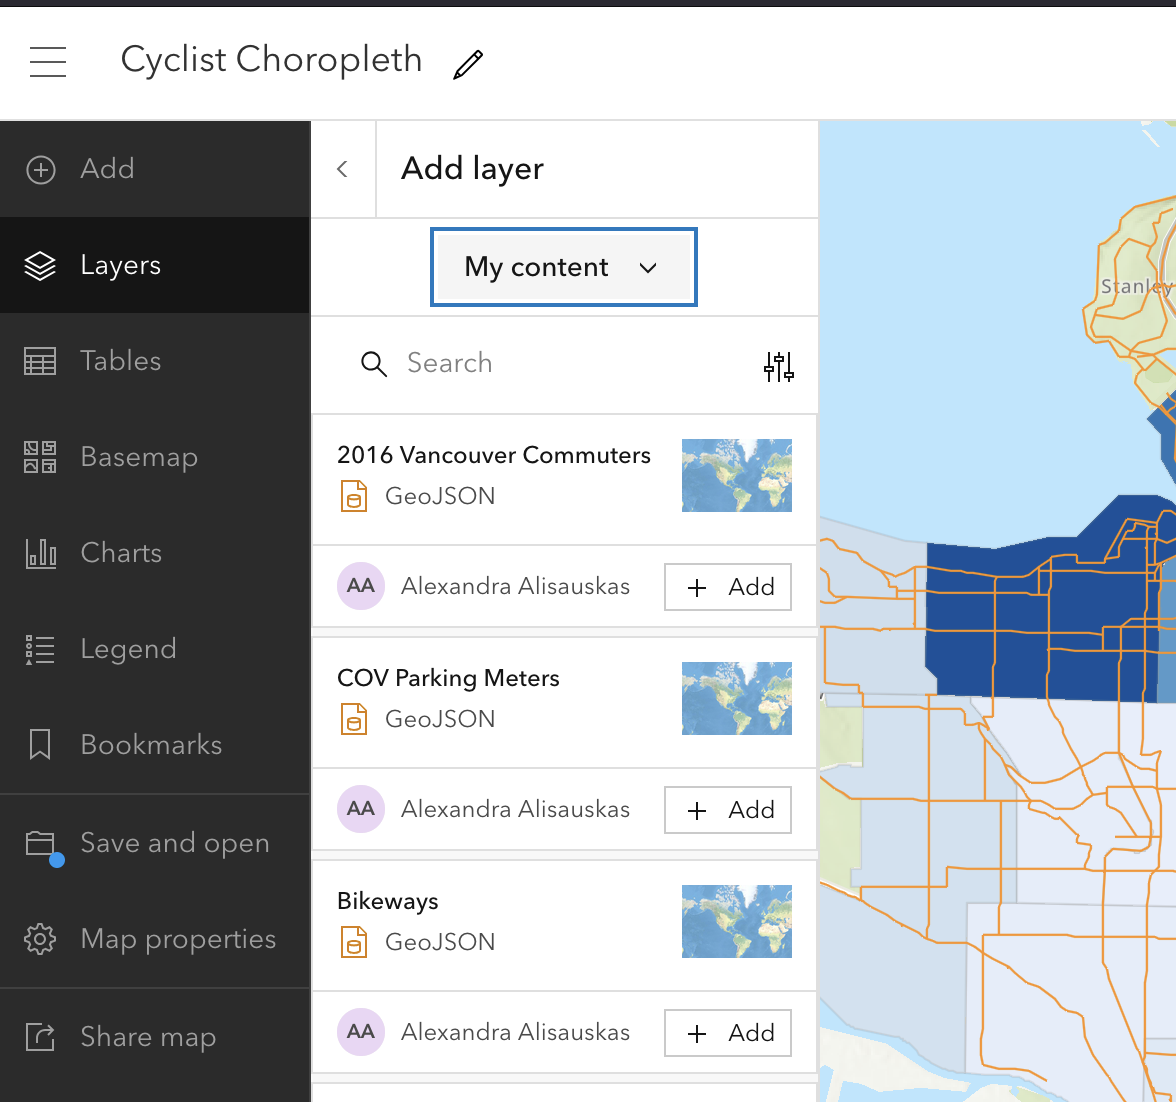 Cyclist Choropleth
Add
Layers
Tables
Basemap
Charts
Legend
Bookmarks
Save and open
Map properties
Share map
Add layer
My content
Search
2016 Vancouver Commuters
GeoJSON
AA Alexandra Alisauskas + Add
COV Parking Meters
GeoJSON
AA Alexandra Alisauskas + Add
Bikeways
GeoJSON
AA Alexandra Alisauskas + Add
Stanley